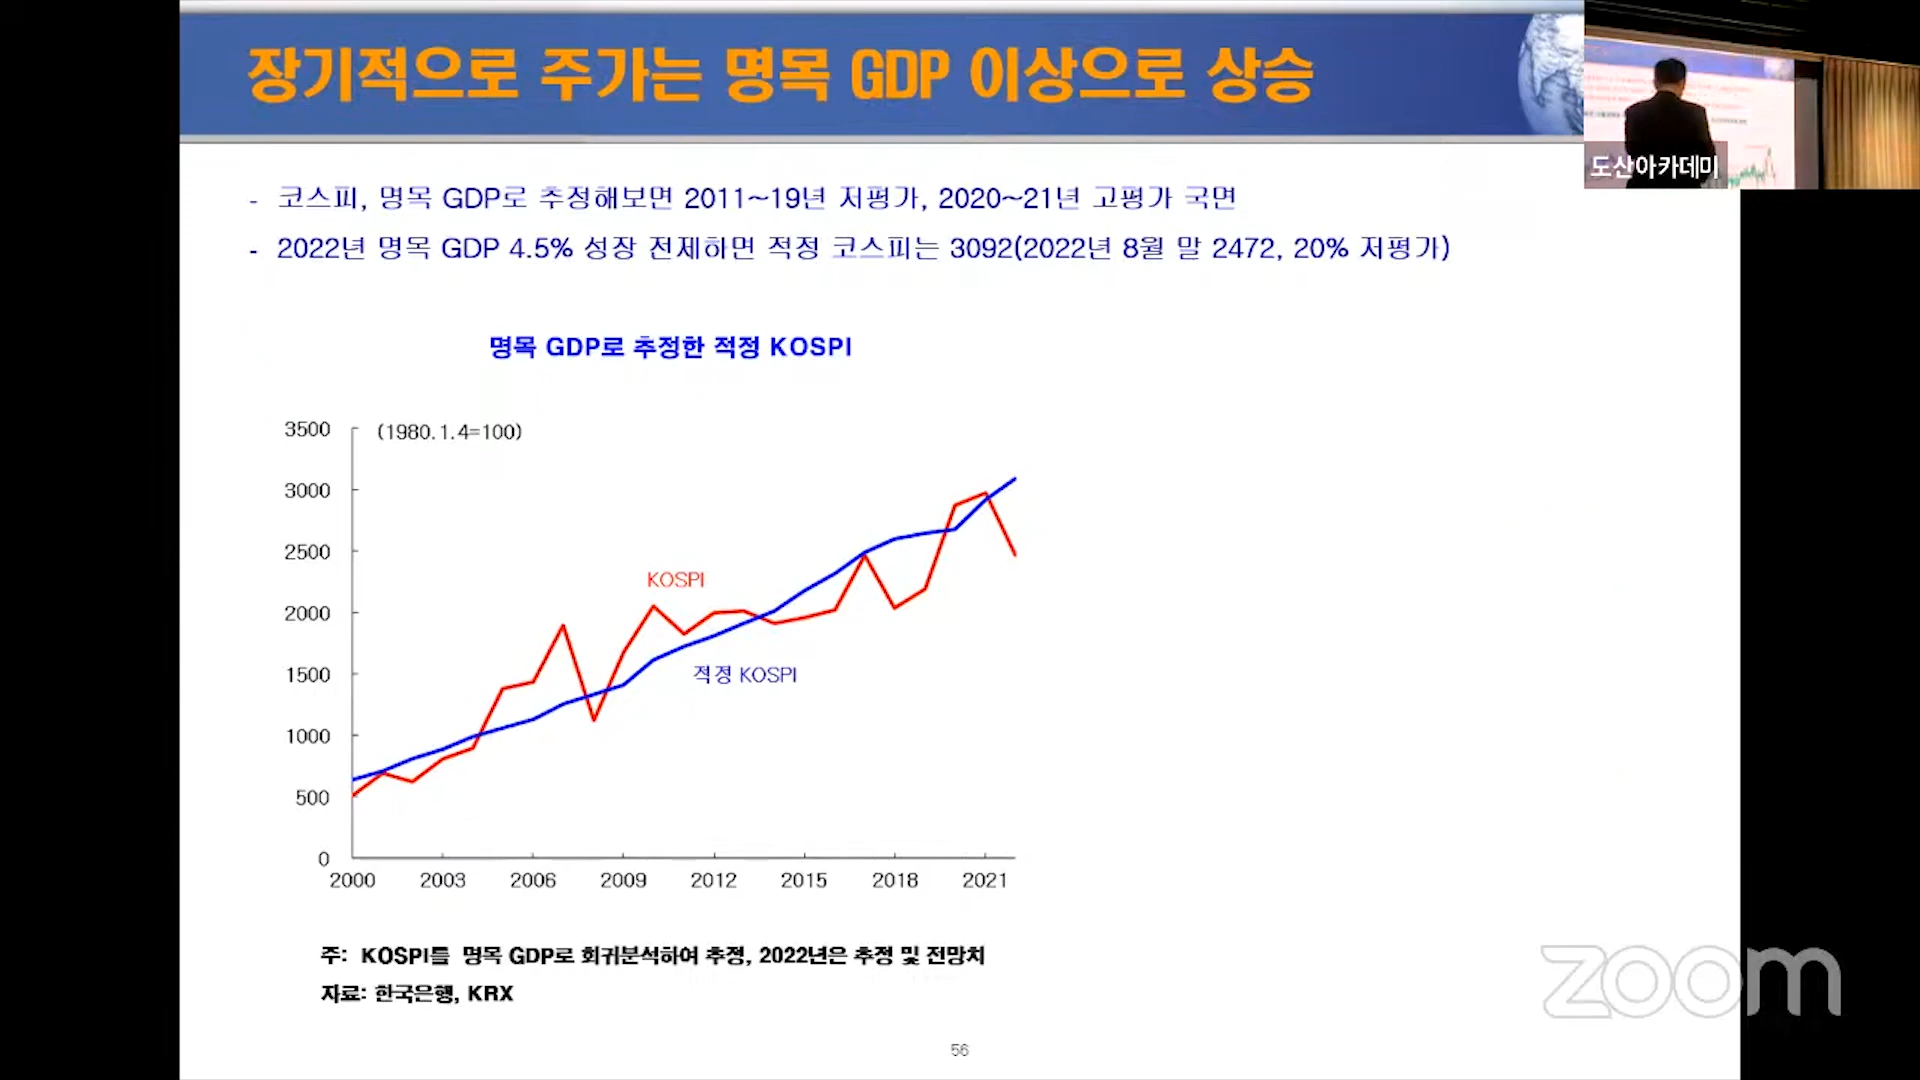 장기적으로 주가는 명목 GDP 이상으로 상승
도산아카데미
- 코스피, 명목 GDP로 추정해보면 2011~19년 저평가, 2020~21년 고평가 국면
- 2022년 명목 GDP 4.5% 성장 전제하면 적정 코스피는 3092(2022년 8월 말 2472, 20% 저평가)
명목 GDP로 추정한 적정 KOSPI
(1980.1.4=100)
3500
3000
2500
2000
1500
1000
500
0
KOSPI
적정 KOSPI
2000 2003 2006 2009 2012 2015 2018 2021
주: KOSPI를 명목 GDP로 회귀분석하여 추정, 2022년은 추정 및 전망치
자료: 한국은행, KRX
zoom
56